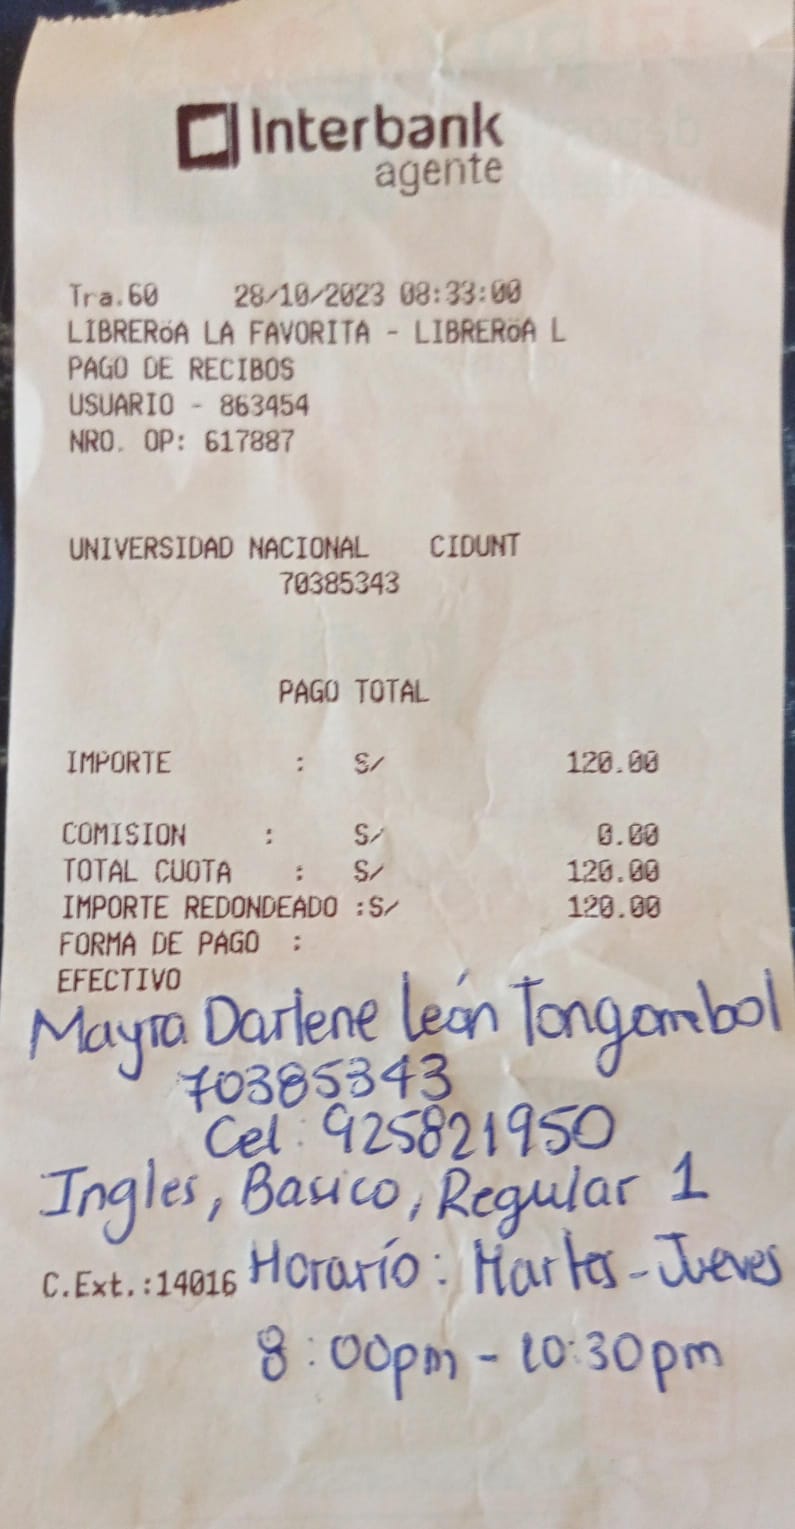 Interbank
agente
Tra.60 28/10/2023 08:33:00
LIBRERöA LA FAVORITA - LIBRERöA L
PAGO DE RECIBOS
USUARIO - 863454
NRO. OP: 617887
UNIVERSIDAD NACIONAL CIDUNT
70385343
PAGO TOTAL
IMPORTE : S/ 120.00
COMISION : S/ 0.00
TOTAL CUOTA : S/ 120.00
IMPORTE REDONDEADO :S/ 120.00
FORMA DE PAGO :
EFECTIVO
Mayra Darlene león Tongombol
70385343
Cel: 925821950
Ingles, Basico, Regular 1
C.Ext.:14016 Horarío: Martes - Jueves
8:00pm - 10:30pm